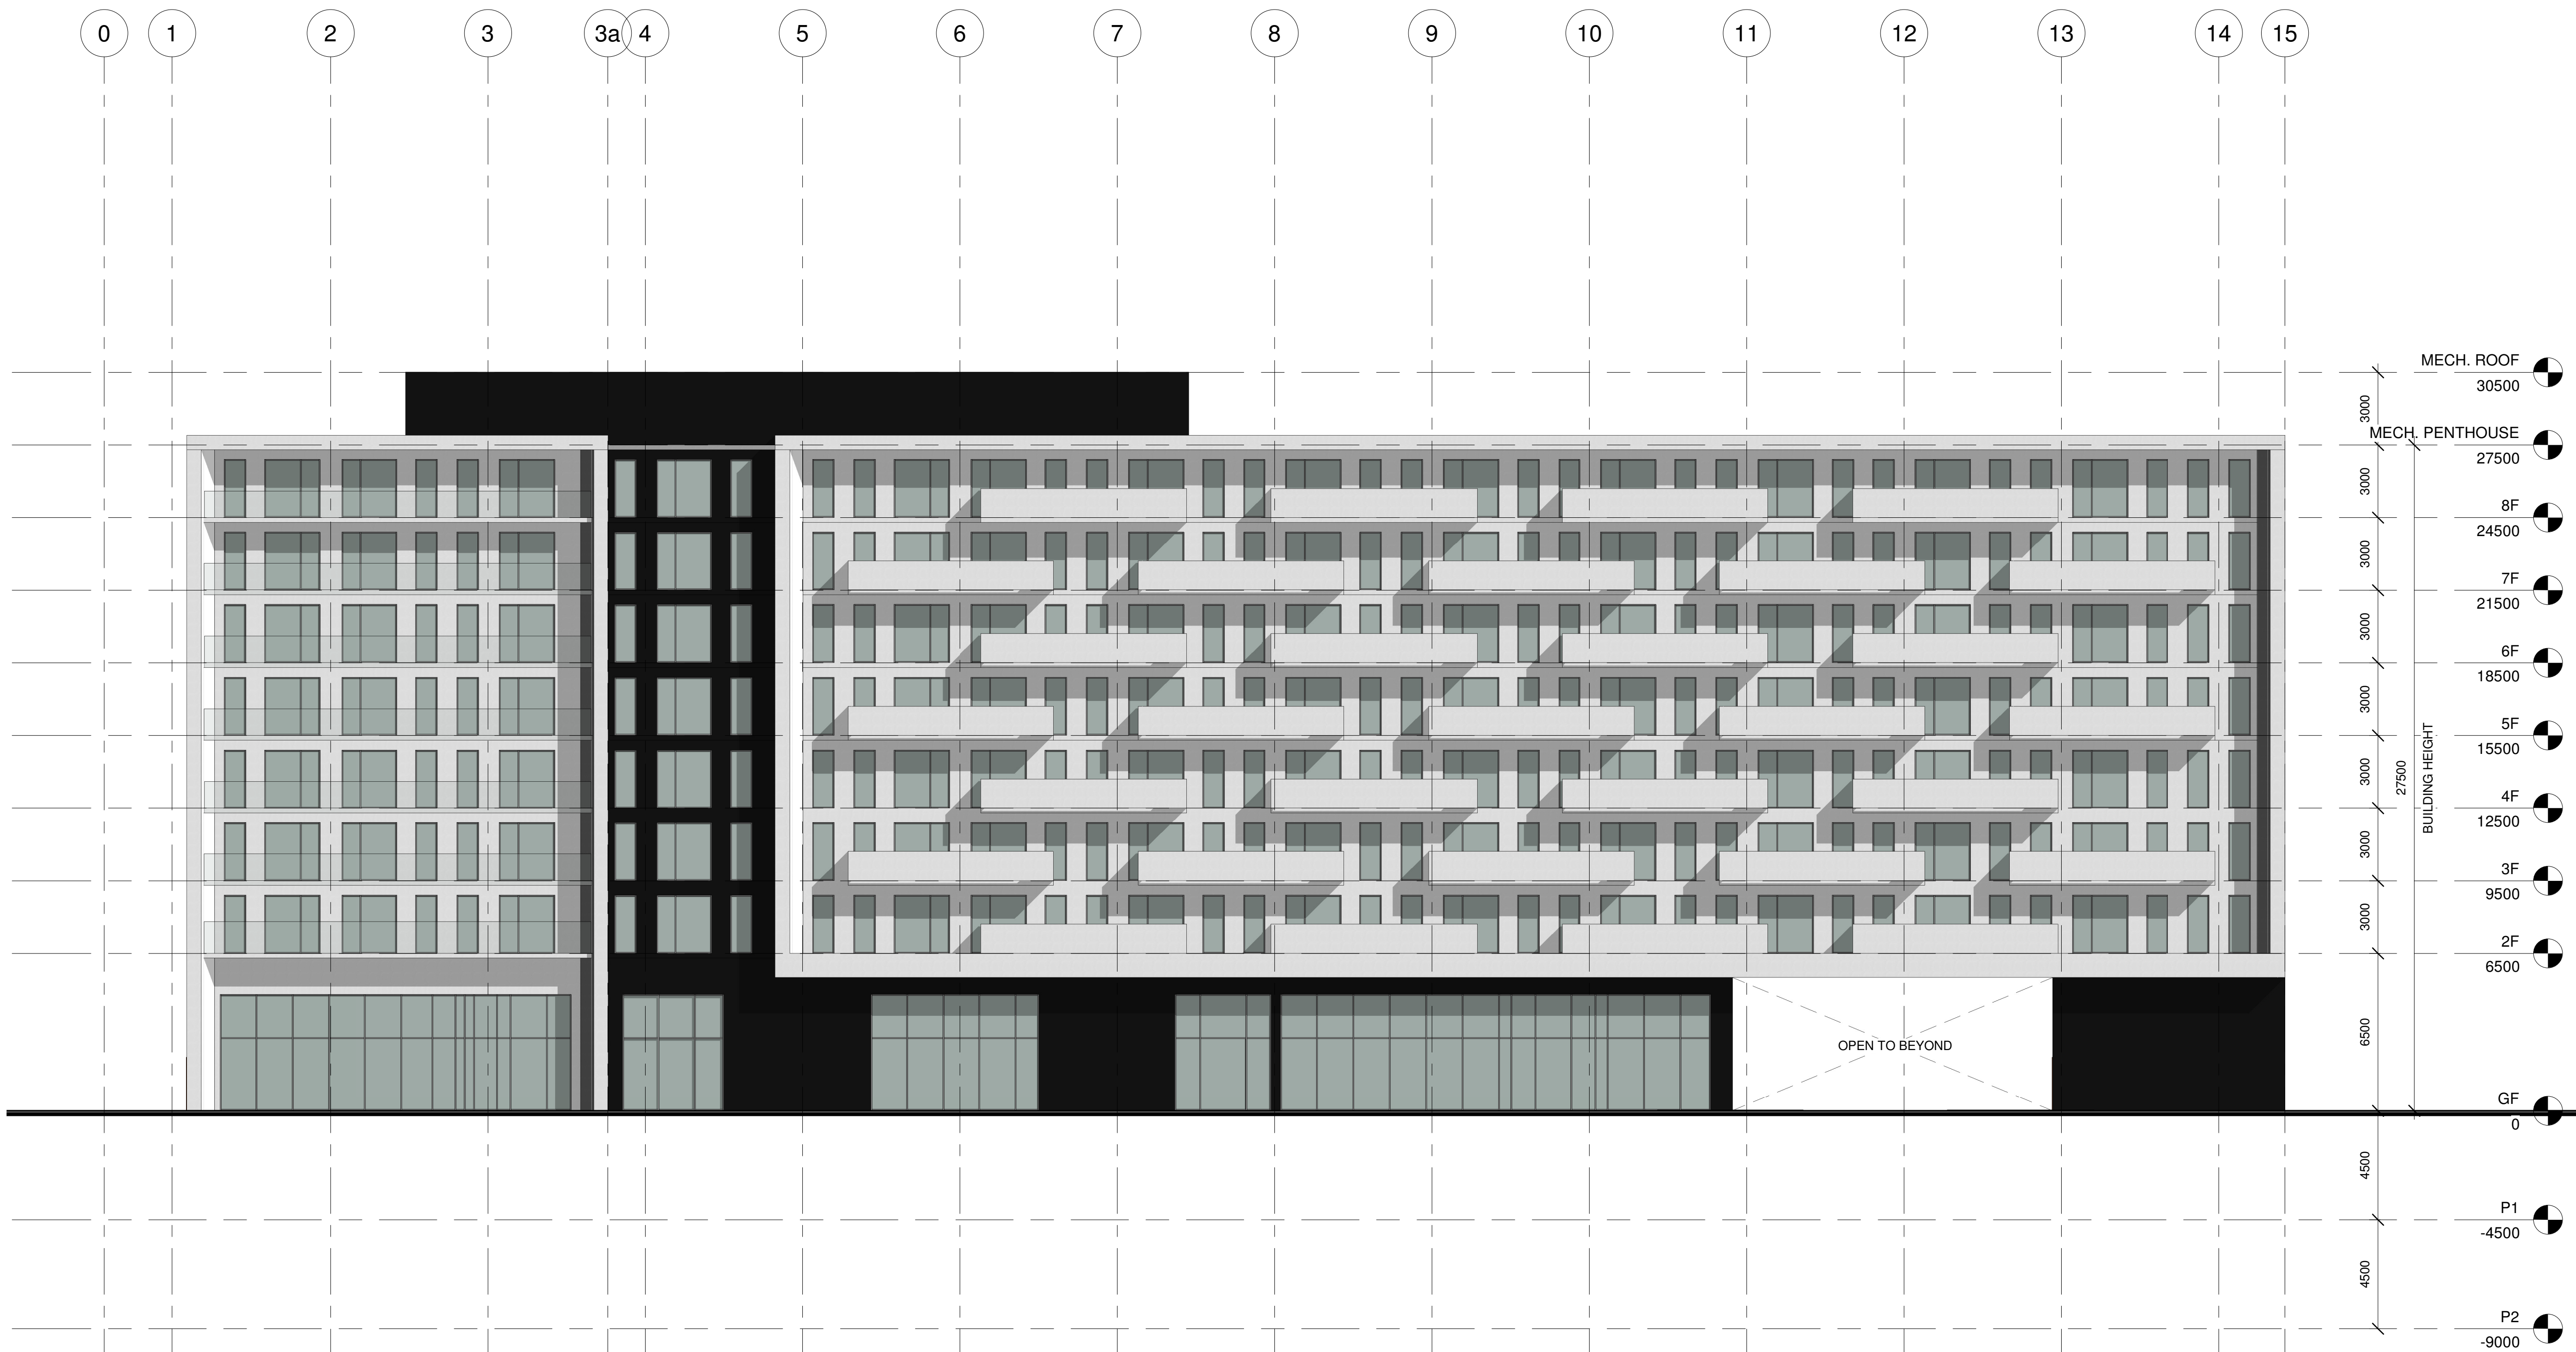 0 1 2 3 3a 4 5 6 7 8 9 10 11 12 13 14 15
MECH. ROOF
30500
3000
MECH. PENTHOUSE
27500
3000
8F
24500
3000
7F
21500
3000
6F
18500
3000
5F
15500
3000
4F
12500
3000
3F
9500
3000
2F
6500
27500
BUILDING HEIGHT
6500
OPEN TO BEYOND
GF
0
4500
P1
-4500
4500
P2
-9000